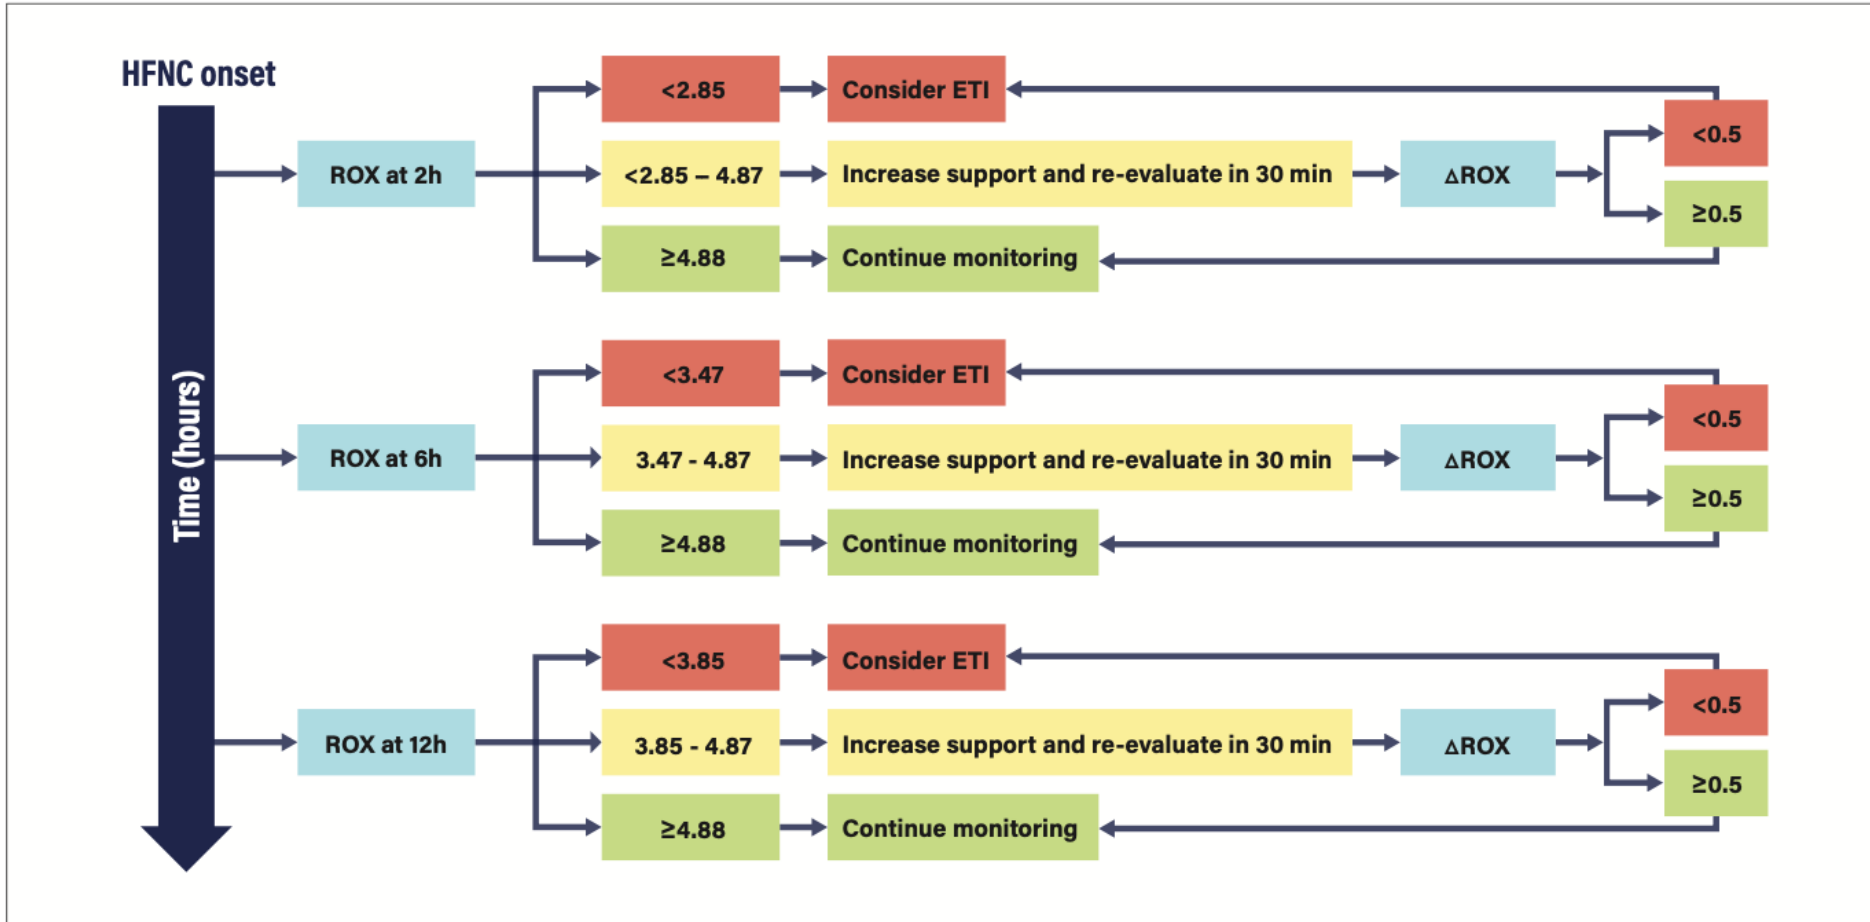 HFNC onset
Time (hours)
ROX at 2h
<2.85
Consider ETI
<2.85 – 4.87
Increase support and re-evaluate in 30 min
△ROX
<0.5
≥0.5
≥4.88
Continue monitoring
ROX at 6h
<3.47
Consider ETI
3.47 - 4.87
Increase support and re-evaluate in 30 min
△ROX
<0.5
≥0.5
≥4.88
Continue monitoring
ROX at 12h
<3.85
Consider ETI
3.85 - 4.87
Increase support and re-evaluate in 30 min
△ROX
<0.5
≥0.5
≥4.88
Continue monitoring